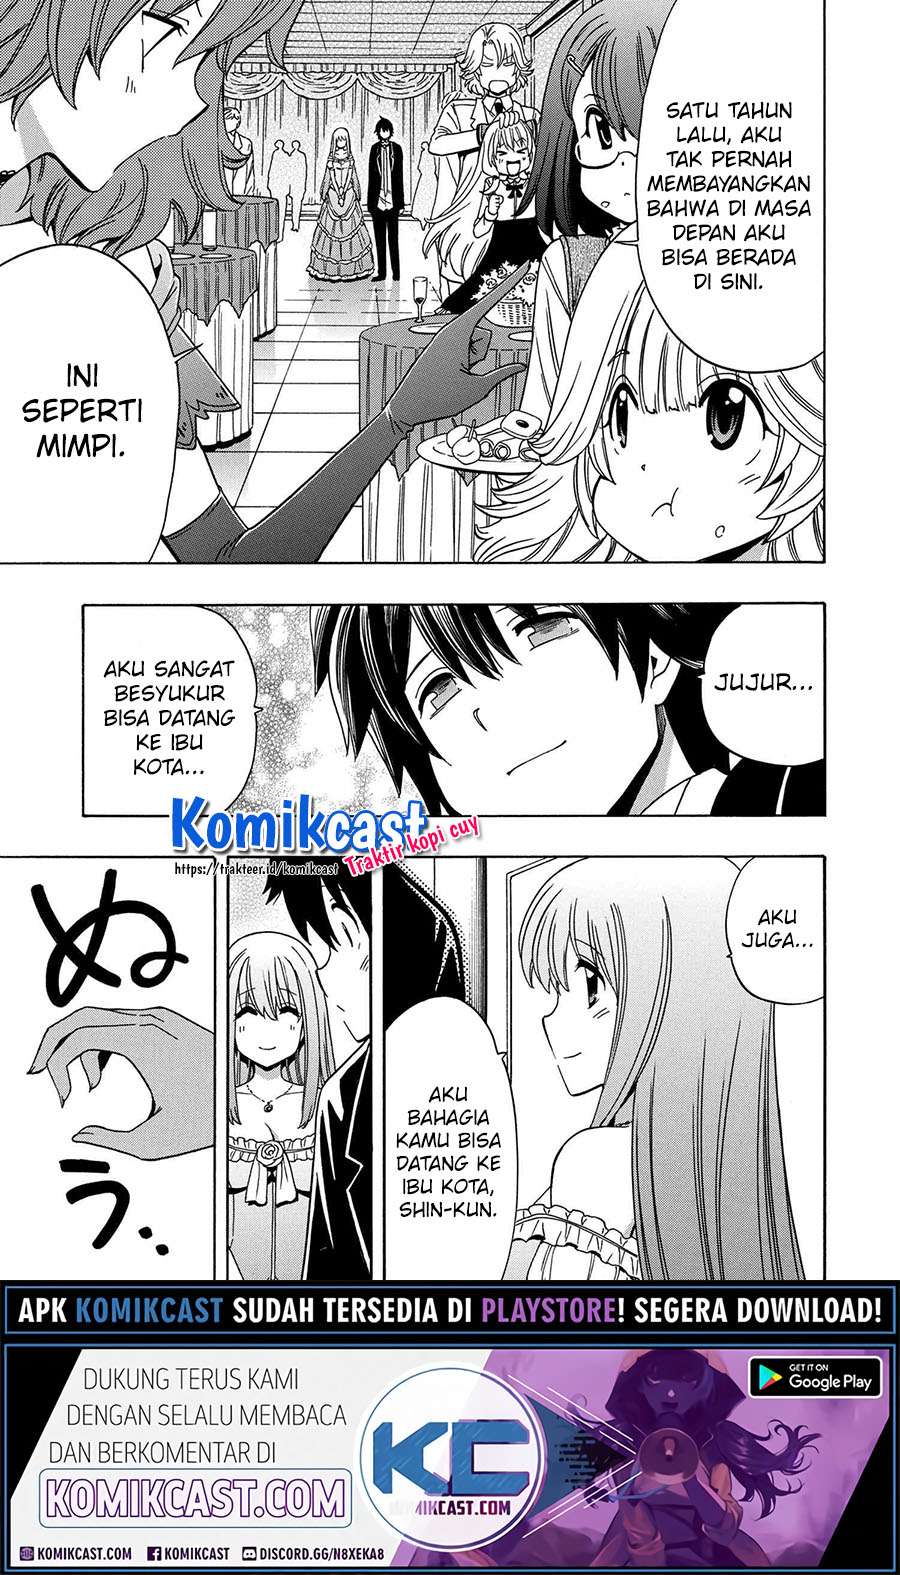 SATU TAHUN
LALU, AKU
TAK PERNAH
MEMBAYANGKAN
BAHWA DI MASA
DEPAN AKU
BISA BERADA
DI SINI.
INI
SEPERTI
MIMPI.
JUJUR...
AKU SANGAT
BESYUKUR
BISA DATANG
KE IBU
KOTA...
Komikcast
https://trakteer.id/komikcast
Traktir kopi cuy
AKU
JUGA...
AKU
BAHAGIA
KAMU BISA
DATANG KE
IBU KOTA,
SHIN-KUN.
ぬ
う..
APK KOMIKCAST SUDAH TERSEDIA DI PLAYSTORE! SEGERA DOWNLOAD!
DUKUNG TERUS KAMI
DENGAN SELALU MEMBACA
DAN BERKOMENTAR DI
KOMIKCAST.COM
KOMIKCAST.COM KOMIKCAST DISCORD.GG/N8XEKA8
KC
GET IT ON
Google Play